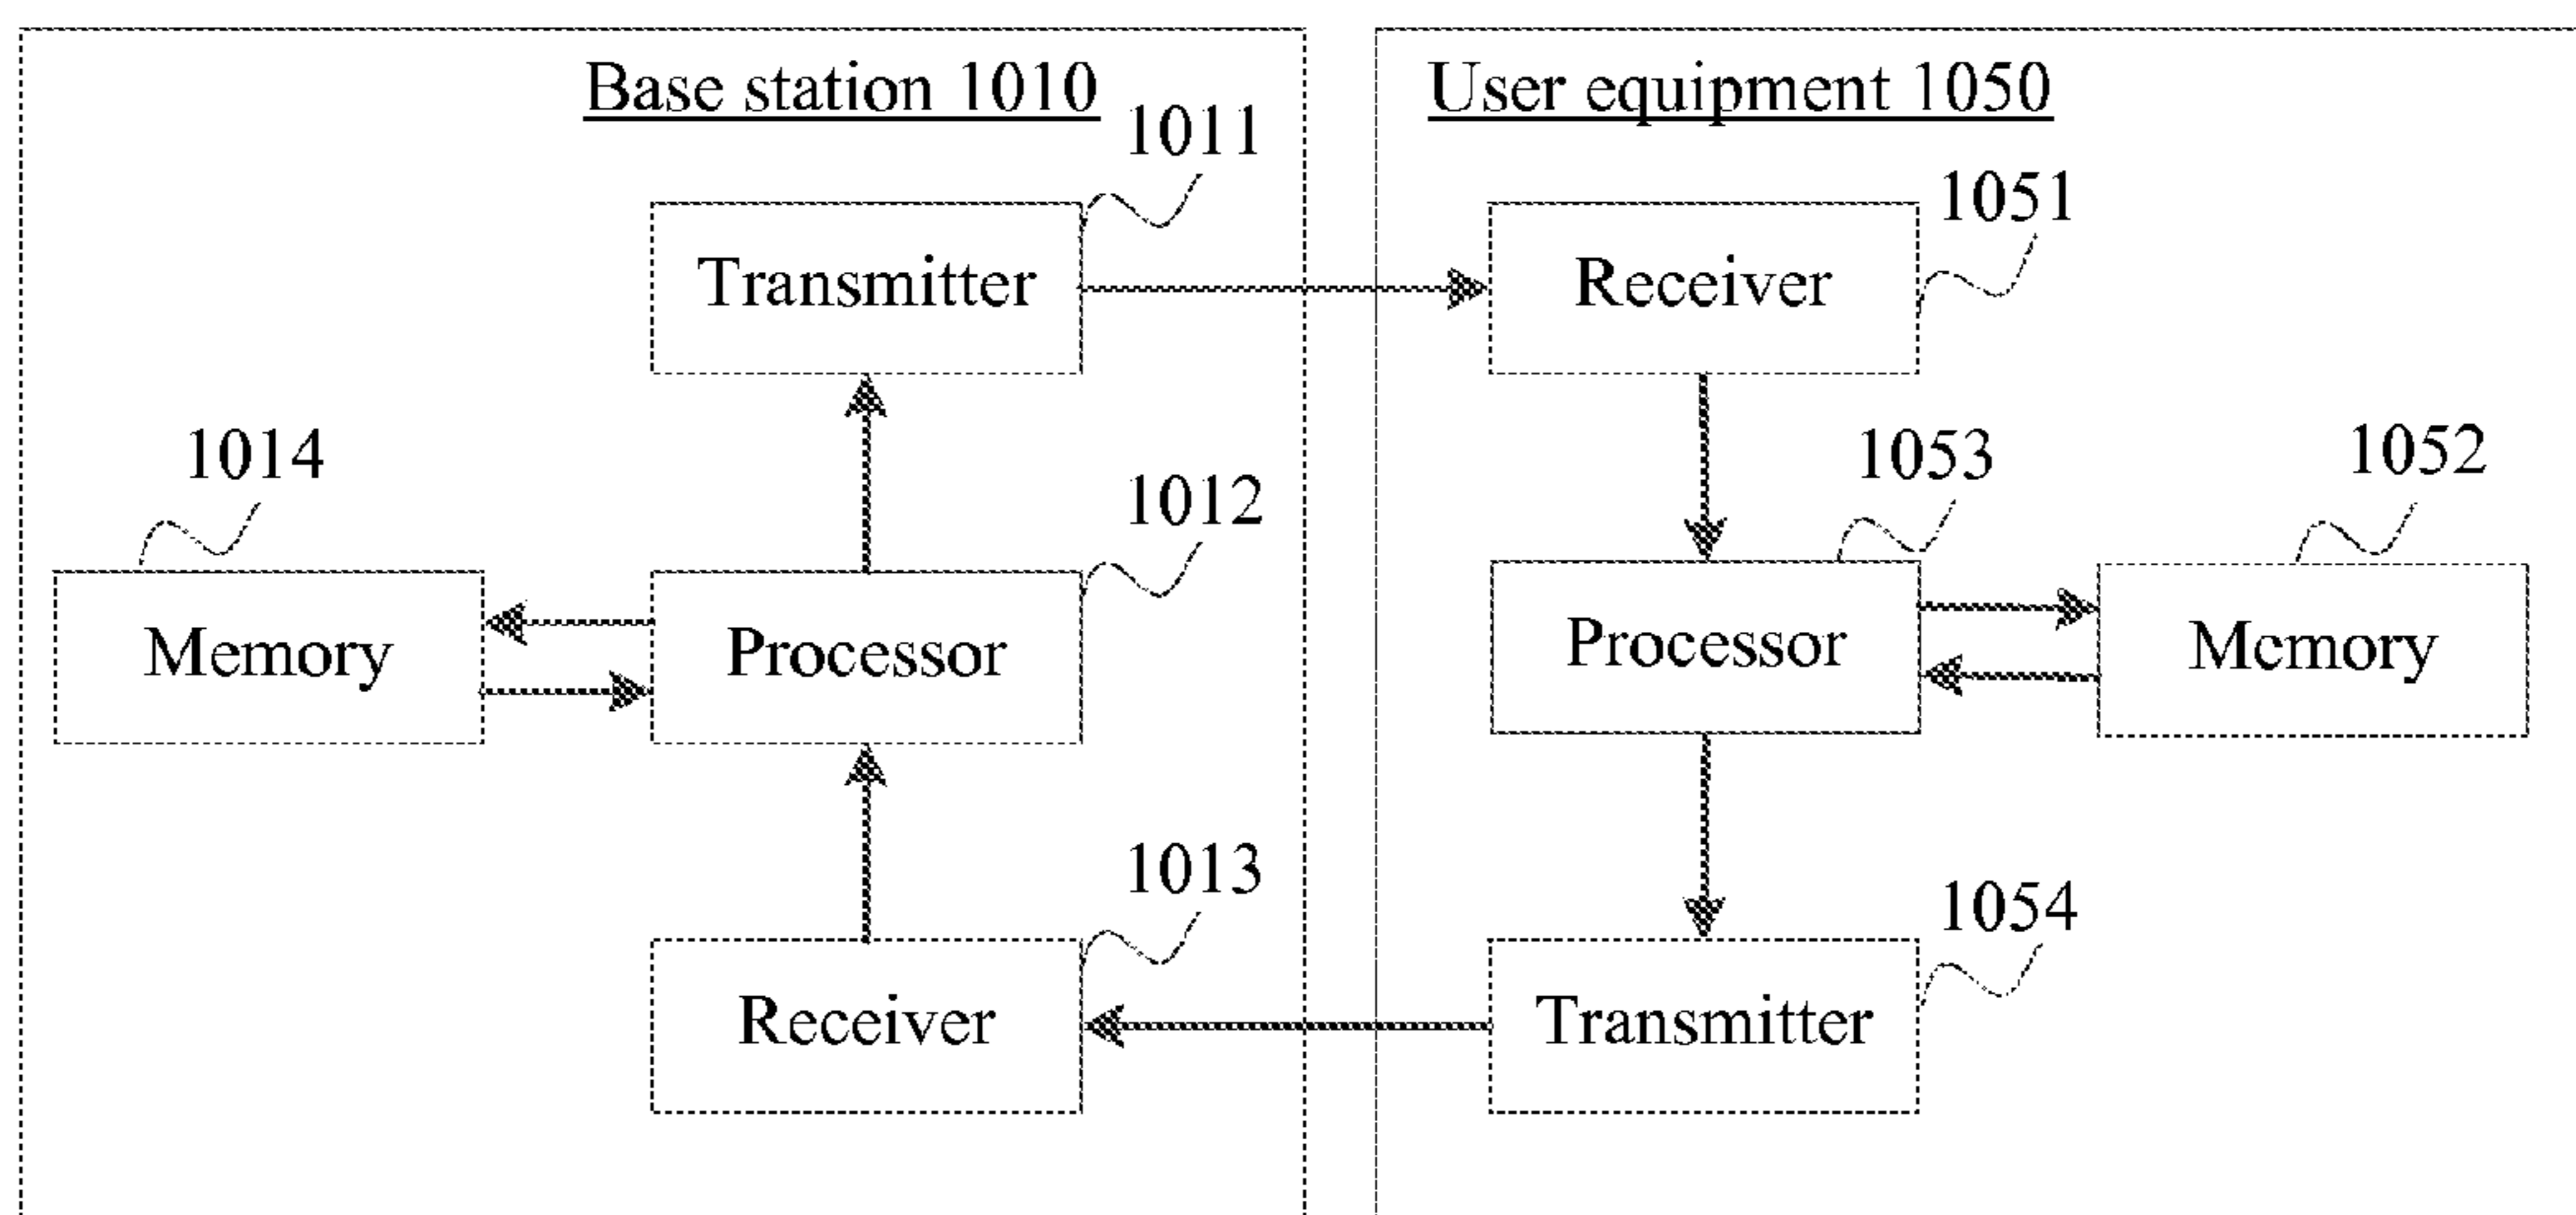 Base station 1010
1011
Transmitter
1014
1012
Memory
Processor
1013
Receiver
User equipment 1050
1051
Receiver
1053
1052
Processor
Memory
1054
Transmitter